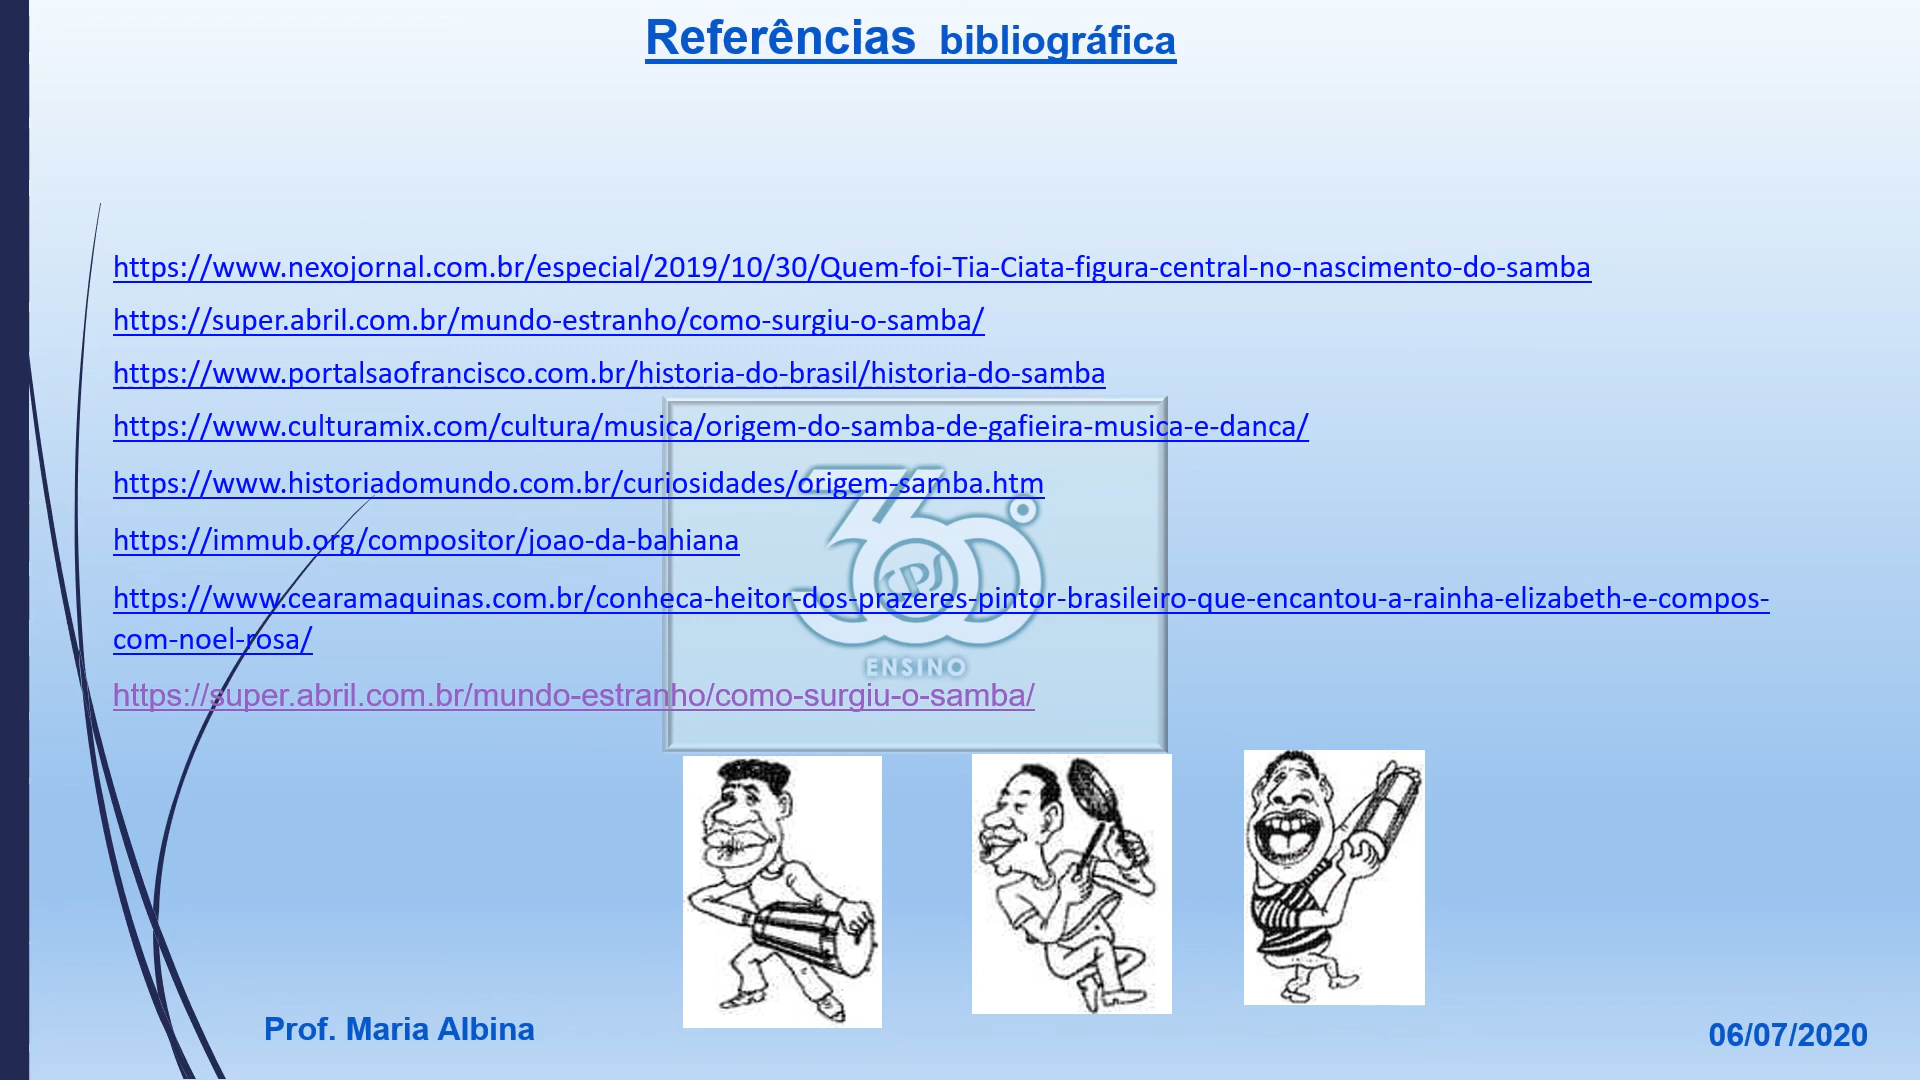 Referências bibliográfica
https://www.nexojornal.com.br/especial/2019/10/30/Quem-foi-Tia-Ciata-figura-central-no-nascimento-do-samba
https://super.abril.com.br/mundo-estranho/como-surgiu-o-samba/
https://www.portalsaofrancisco.com.br/historia-do-brasil/historia-do-samba
https://www.culturamix.com/cultura/musica/origem-do-samba-de-gafieira-musica-e-danca/
https://www.historiadomundo.com.br/curiosidades/origem-samba.htm
https://immub.org/compositor/joao-da-bahiana
https://www.cearamaquinas.com.br/conheca-heitor-dos-prazeres-pintor-brasileiro-que-encantou-a-rainha-elizabeth-e-compos-
com-noel-rosa/
360°
CPS
ENSINO
https://super.abril.com.br/mundo-estranho/como-surgiu-o-samba/
Prof. Maria Albina
06/07/2020